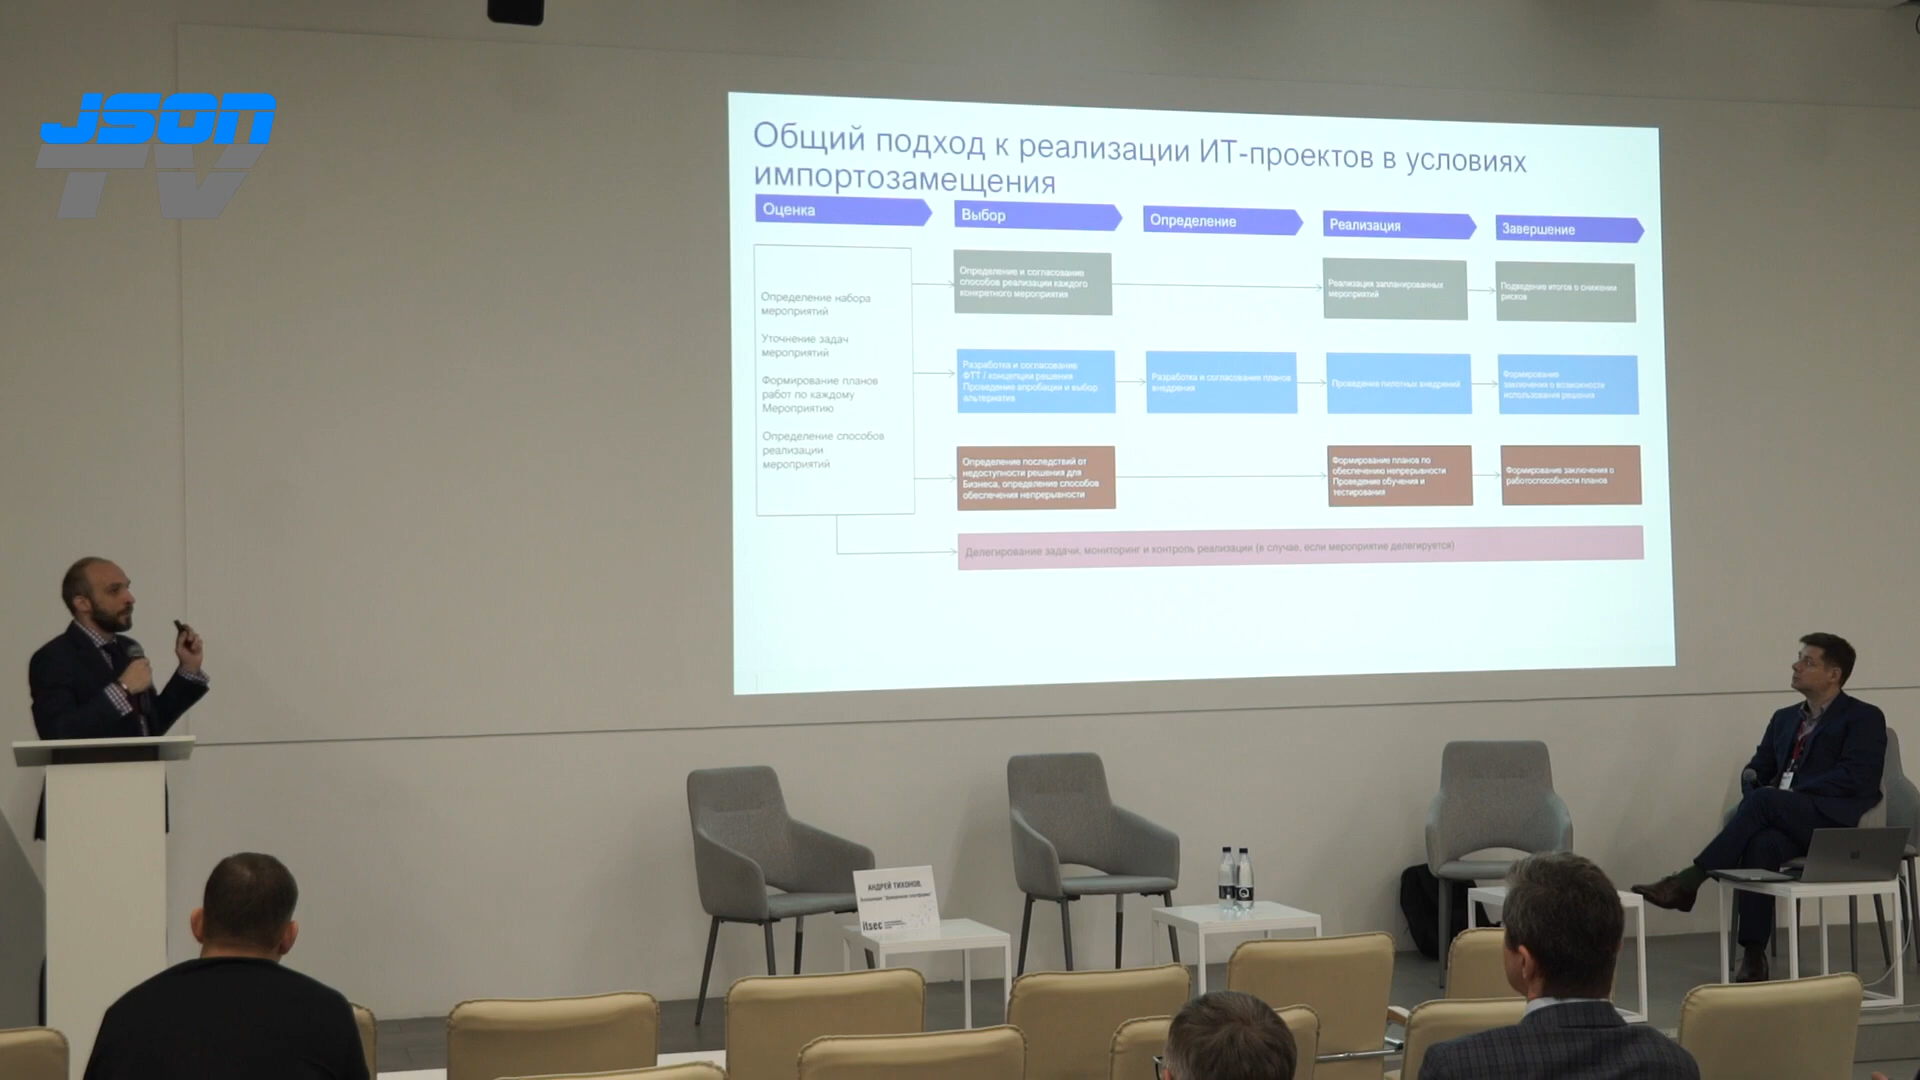 JSON
TV
Общий подход к реализации ИТ-проектов в условиях
импортозамещения
Оценка
Выбор
Определение
Реализация
Завершение
Определение набора
мероприятий
Уточнение задач
мероприятий
Формирование планов
работ по каждому
Мероприятию
Определение способов
реализации
мероприятий
Определение и согласование
способов реализации каждого
конкретного мероприятия
Реализация запланированных
мероприятий
Подведение итогов о снижении
рисков
Разработка и согласование
ФТТ / концепции решения
Проведение апробации и выбор
альтернатив
Разработка и согласование планов
внедрения
Проведение пилотных внедрений
Формирование
заключения о возможности
использования решения
Определение последствий от
недоступности решения для
Бизнеса, определение способов
обеспечения непрерывности
Формирование планов по
обеспечению непрерывности
Проведение обучения и
тестирования
Формирование заключения о
работоспособности планов
Делегирование задачи, мониторинг и контроль реализации (в случае, если мероприятие делегируется)
АНДРЕЙ ТИХОНОВ,
itsec